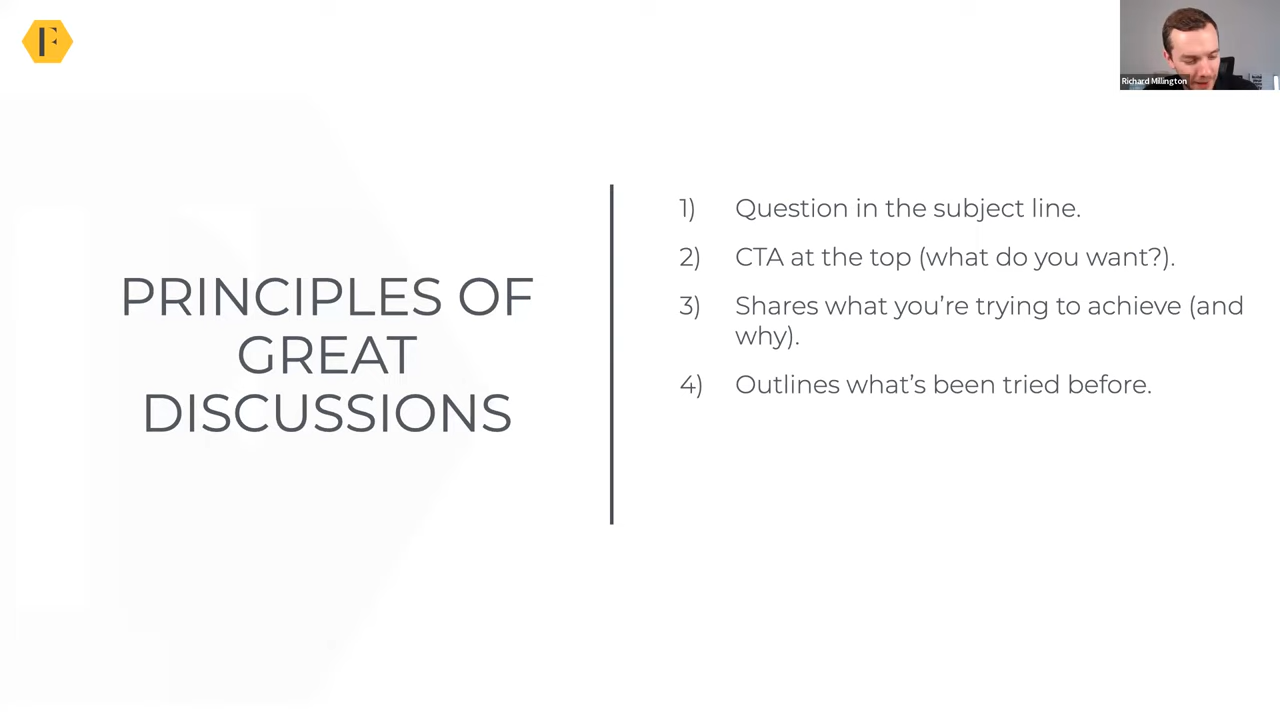 F
Richard Millington
PRINCIPLES OF
GREAT
DISCUSSIONS
1) Question in the subject line.
2) CTA at the top (what do you want?).
3) Shares what you’re trying to achieve (and
why).
4) Outlines what’s been tried before.